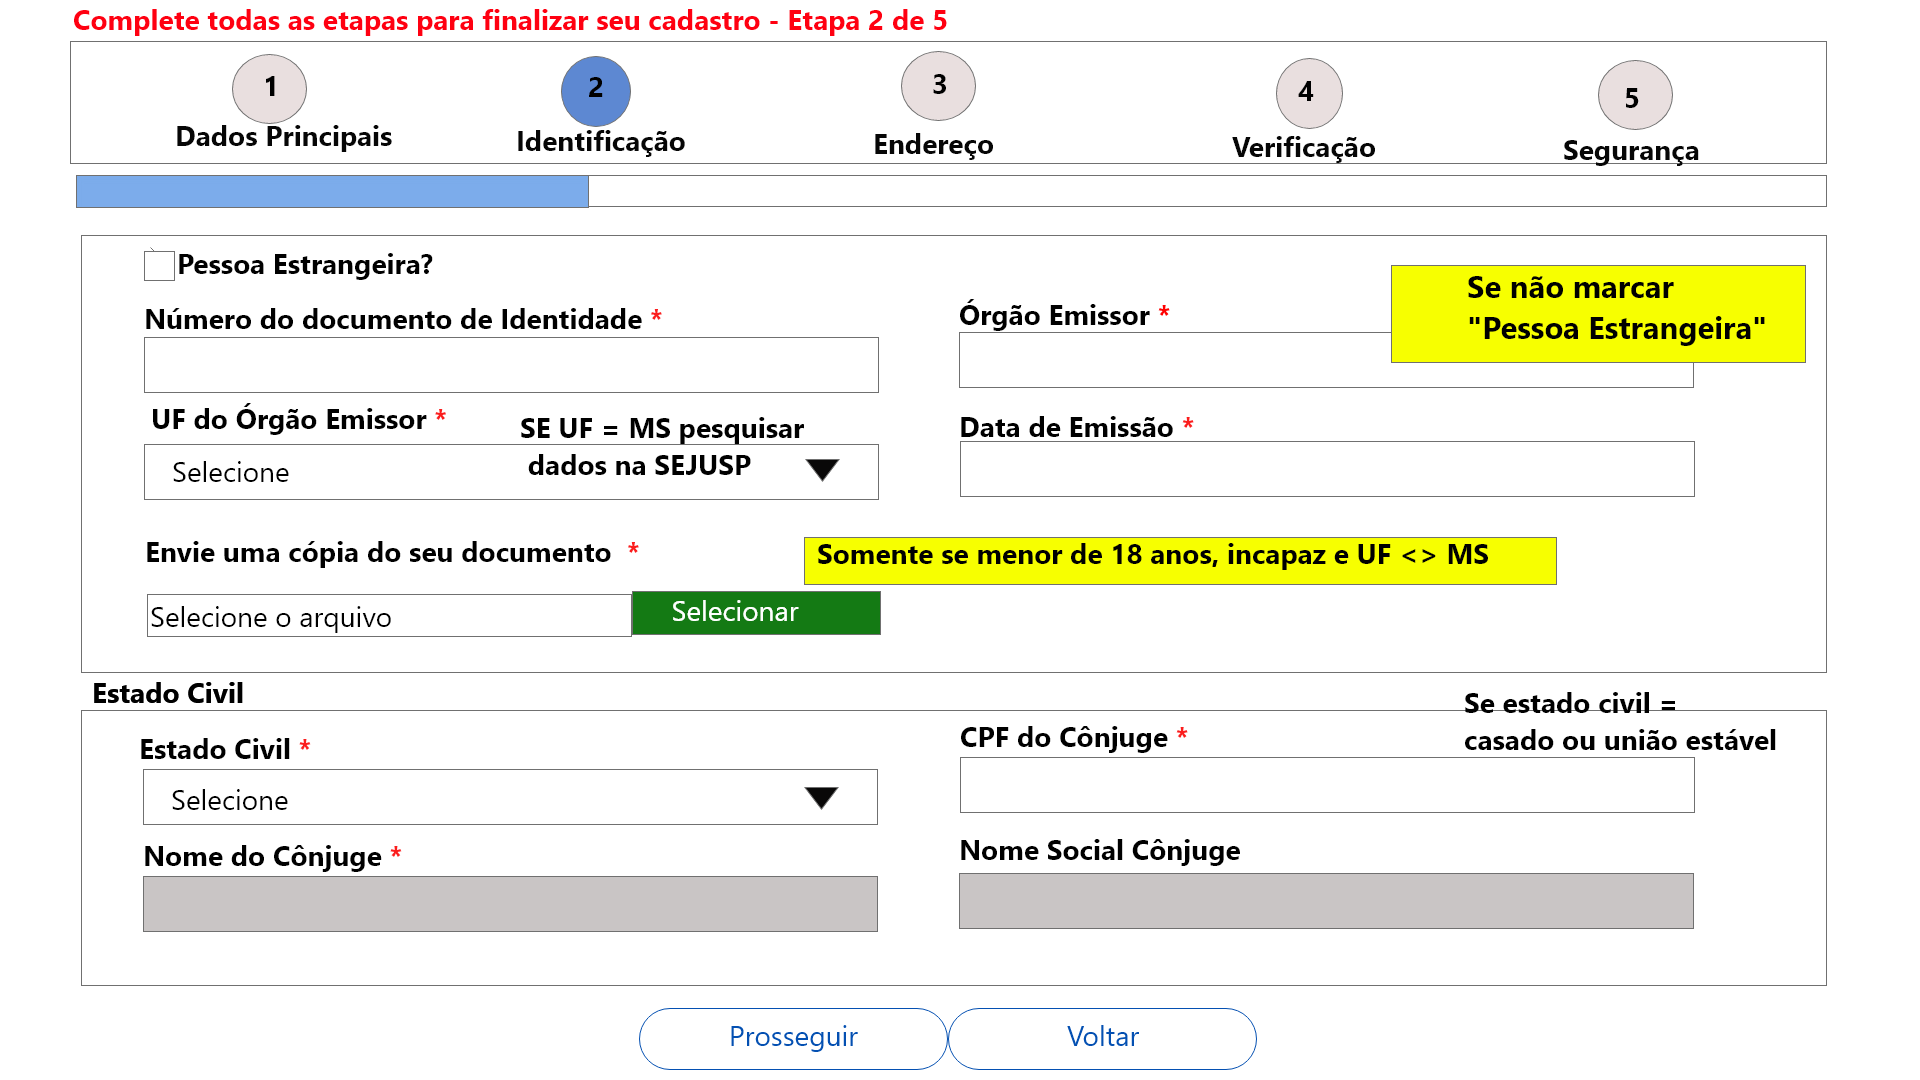 Complete todas as etapas para finalizar seu cadastro - Etapa 2 de 5
1
2
3
4
5
Dados Principais
Identificação
Endereço
Verificação
Segurança
Pessoa Estrangeira?
Se não marcar
"Pessoa Estrangeira"
Número do documento de Identidade *
Órgão Emissor *
UF do Órgão Emissor *
SE UF = MS pesquisar
dados na SEJUSP
Selecione
Data de Emissão *
Envie uma cópia do seu documento *
Somente se menor de 18 anos, incapaz e UF <> MS
Selecione o arquivo
Selecionar
Estado Civil
Se estado civil =
casado ou união estável
Estado Civil *
CPF do Cônjuge *
Selecione
Nome do Cônjuge *
Nome Social Cônjuge
Prosseguir
Voltar